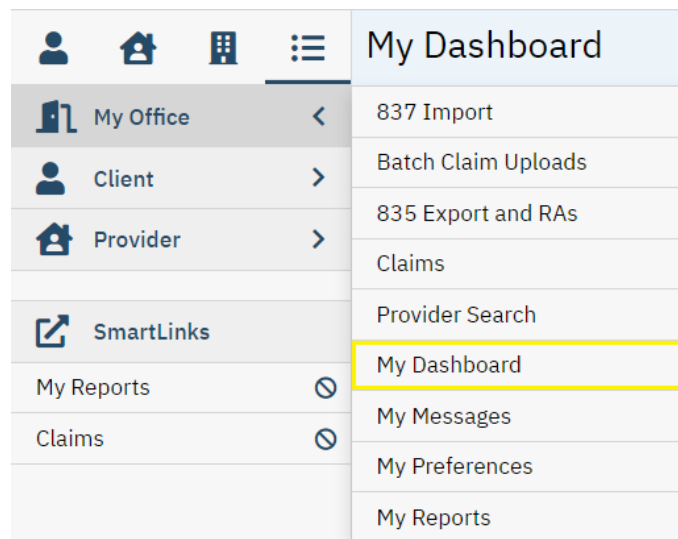 My Office
Client
Provider
SmartLinks
My Reports
Claims
My Dashboard
837 Import
Batch Claim Uploads
835 Export and RAs
Claims
Provider Search
My Dashboard
My Messages
My Preferences
My Reports